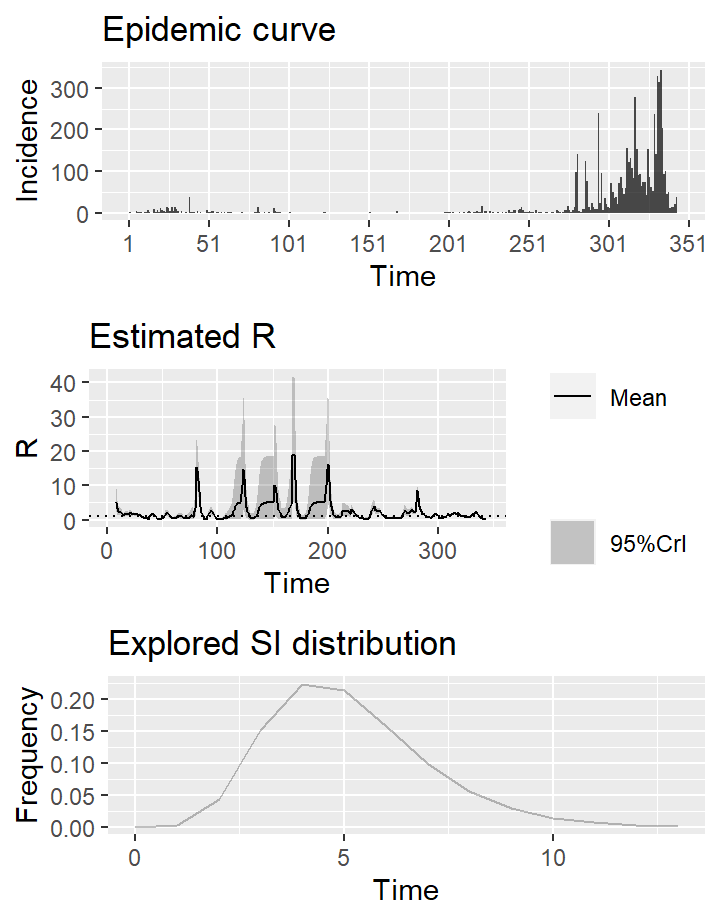 Epidemic curve
Incidence
300
200
100
0
1 51 101 151 201 251 301 351
Time
Estimated R
R
40
30
20
10
0
0 100 200 300
Time
Mean
95%CrI
Explored SI distribution
Frequency
0.20
0.15
0.10
0.05
0.00
0 5 10
Time